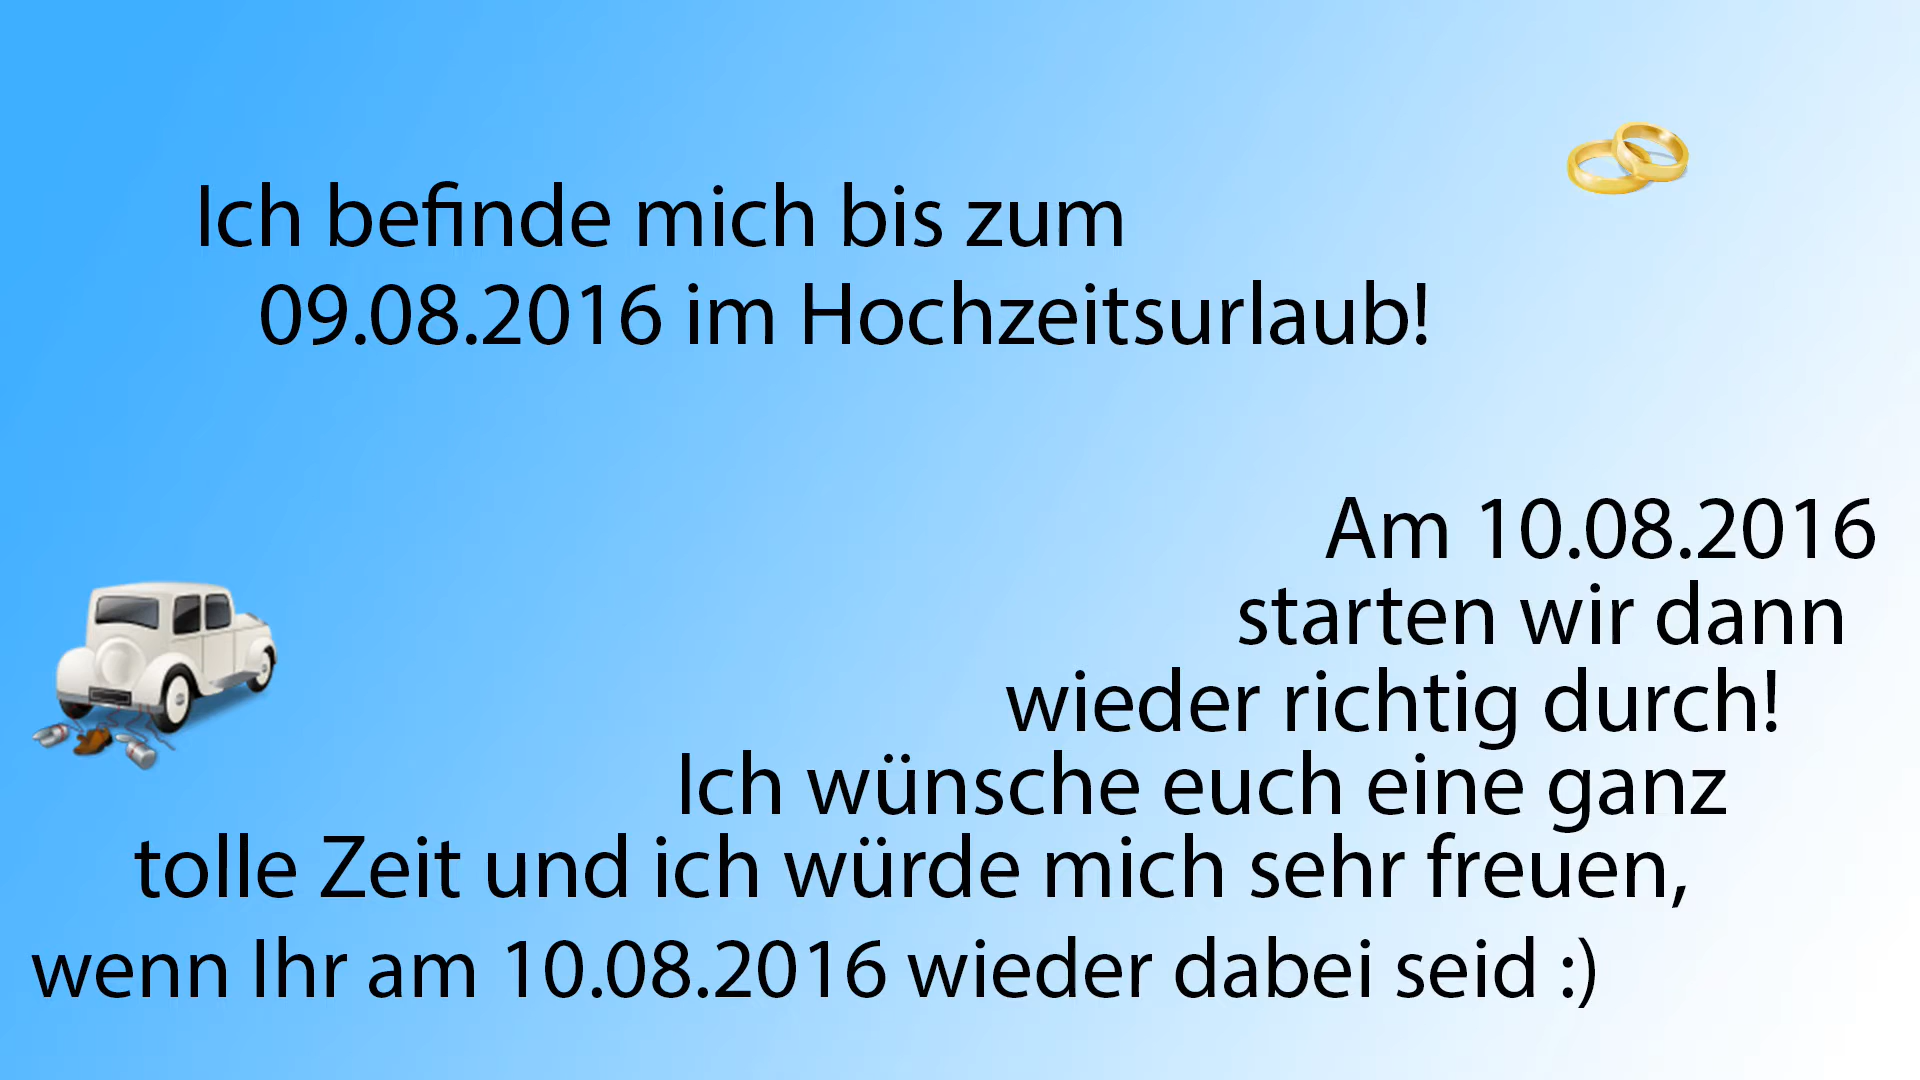 Ich befinde mich bis zum
09.08.2016 im Hochzeitsurlaub!
Am 10.08.2016
starten wir dann
wieder richtig durch!
Ich wünsche euch eine ganz
tolle Zeit und ich würde mich sehr freuen,
wenn Ihr am 10.08.2016 wieder dabei seid :)